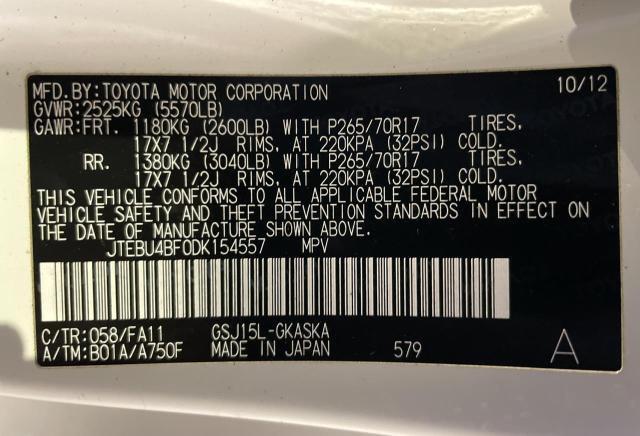 MFD.BY:TOYOTA MOTOR CORPORATION 10/12
GVWR:2525KG (5570LB)
GAWR:FRT. 1180KG (2600LB) WITH P265/70R17 TIRES,
17X7 1/2J RIMS, AT 220KPA (32PSI) COLD.
RR. 1380KG (3040LB) WITH P265/70R17 TIRES,
17X7 1/2J RIMS, AT 220KPA (32PSI) COLD.
THIS VEHICLE CONFORMS TO ALL APPLICABLE FEDERAL MOTOR
VEHICLE SAFETY AND THEFT PREVENTION STANDARDS IN EFFECT ON
THE DATE OF MANUFACTURE SHOWN ABOVE.
JTEBU4BF0DK154557 MPV
C/TR:058/FA11 GSJ15L-GKASKA
A/TM:B01A/A750F MADE IN JAPAN 579 A